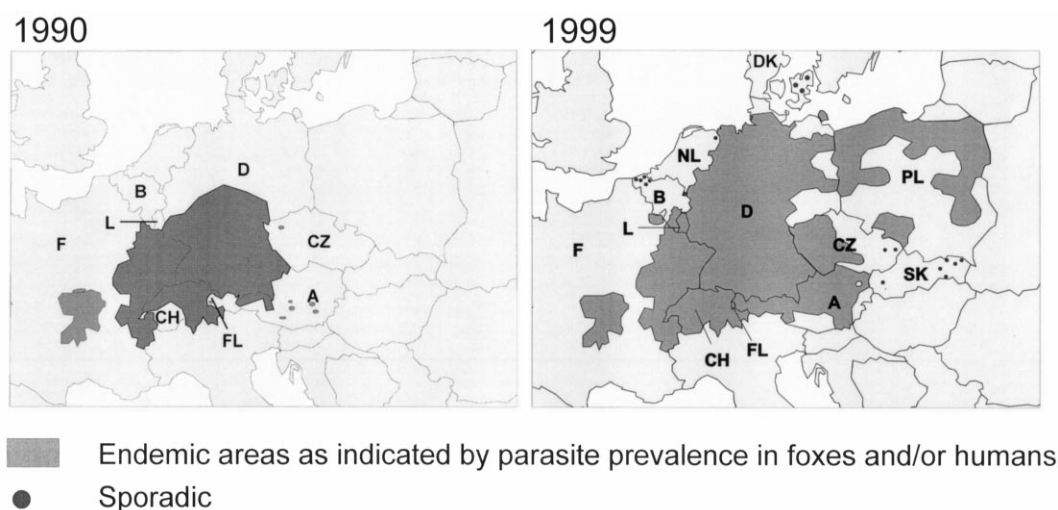 1990
D
B
L
F
CZ
A
CH
FL
1999
DK
NL
PL
B
D
L
F
CZ
SK
A
CH
FL
Endemic areas as indicated by parasite prevalence in foxes and/or humans
Sporadic